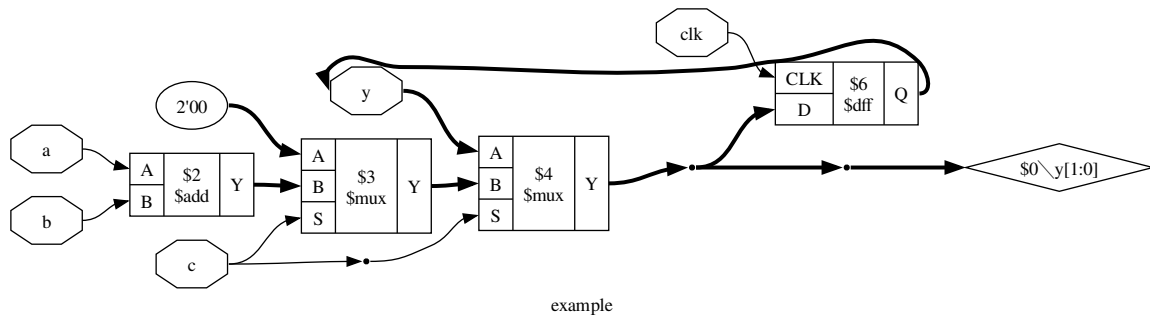 clk
CLK
D
$6
$dff
Q
y
2'00
a
b
A
B
$2
$add
Y
A
B
S
$3
$mux
Y
A
B
S
$4
$mux
Y
c
$0\y[1:0]
example